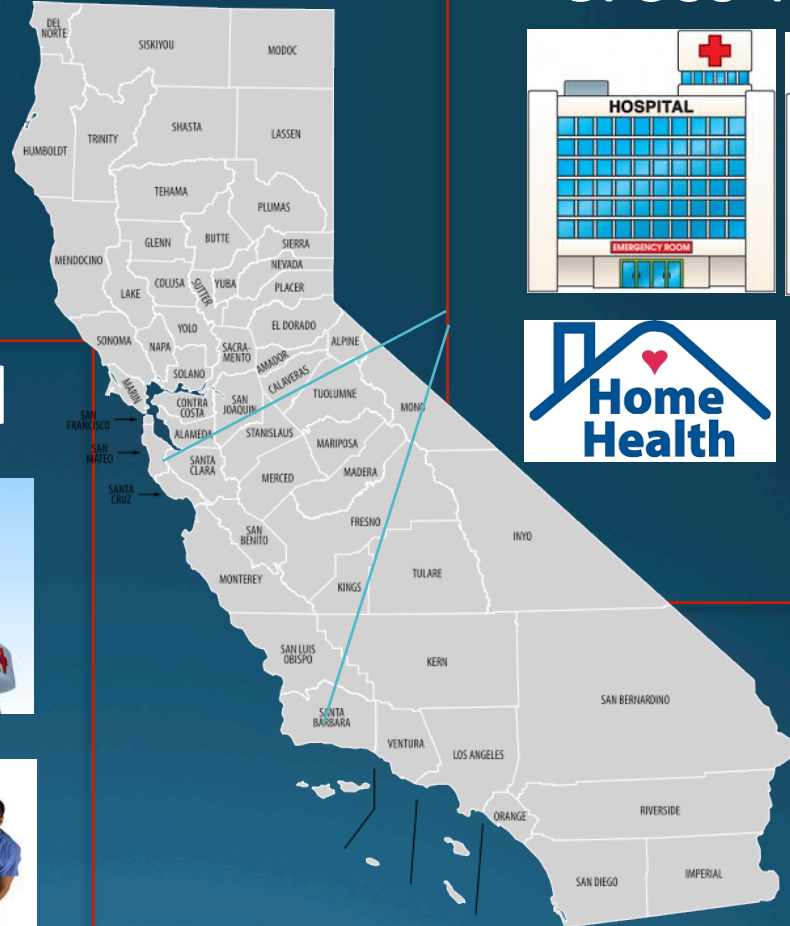 DEL
NORTE
SISKIYOU
MODOC
HOSPITAL
EMERGENCY ROOM
HUMBOLDT
TRINITY
SHASTA
LASSEN
TEHAMA
PLUMAS
GLENN
BUTTE
SIERRA
MENDOCINO
NEVADA
LAKE
COLUSA
SUTTER
YUBA
PLACER
SONOMA
NAPA
YOLO
EL DORADO
SACRA-
MENTO
ALPINE
AMADOR
SOLANO
CALAVERAS
MARIN
CONTRA
COSTA
SAN
JOAQUIN
TUOLUMNE
MONO
Home
Health
SAN
FRANCISCO
ALAMEDA
STANISLAUS
MARIPOSA
SAN
MATEO
SANTA
CLARA
MERCED
MADERA
SANTA
CRUZ
FRESNO
SAN
BENITO
INYO
MONTEREY
KINGS
TULARE
SAN LUIS
OBISPO
KERN
SAN BERNARDINO
SANTA
BARBARA
VENTURA
LOS ANGELES
ORANGE
RIVERSIDE
SAN DIEGO
IMPERIAL